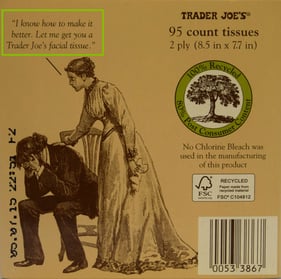 "I know how to make it
better. Let me get you a
Trader Joe's facial tissue."
TRADER JOE'S®
95 count tissues
2 ply (8.5 in x 7.7 in)
100% Recycled
80% Post Consumer Content
No Chlorine Bleach was
used in the manufacturing
of this product
FSC
RECYCLED
Paper made from
recycled material
FSC® C104912
0053 3867